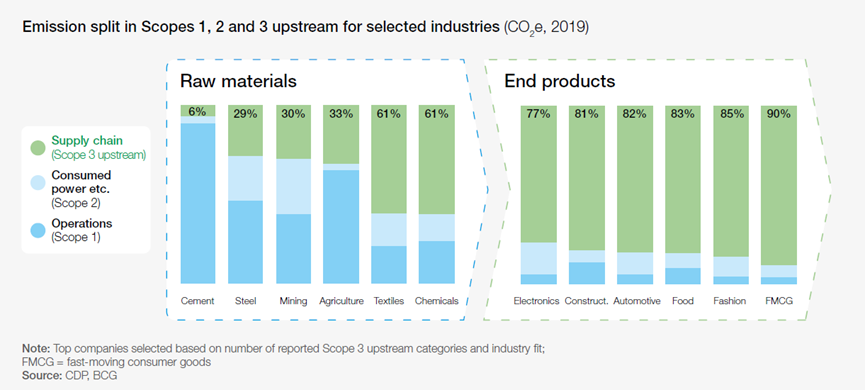 Emission split in Scopes 1, 2 and 3 upstream for selected industries (CO₂e, 2019)
Supply chain
(Scope 3 upstream)
Consumed
power etc.
(Scope 2)
Operations
(Scope 1)
Raw materials
6% 29% 30% 33% 61% 61%
Cement Steel Mining Agriculture Textiles Chemicals
End products
77% 81% 82% 83% 85% 90%
Electronics Construct. Automotive Food Fashion FMCG
Note: Top companies selected based on number of reported Scope 3 upstream categories and industry fit;
FMCG = fast-moving consumer goods
Source: CDP, BCG